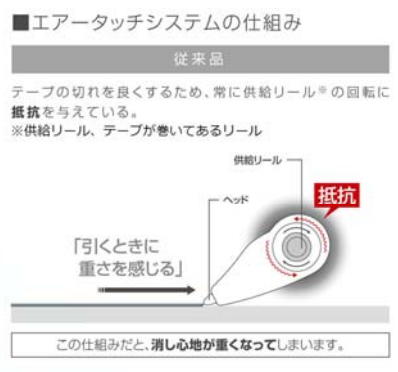 ■エアータッチシステムの仕組み
従来品
テープの切れを良くするため、常に供給リール※の回転に
抵抗を与えている。
※供給リール、テープが巻いてあるリール
供給リール
ヘッド
抵抗
「引くときに
重さを感じる」
この仕組みだと、消し心地が重くなってしまいます。